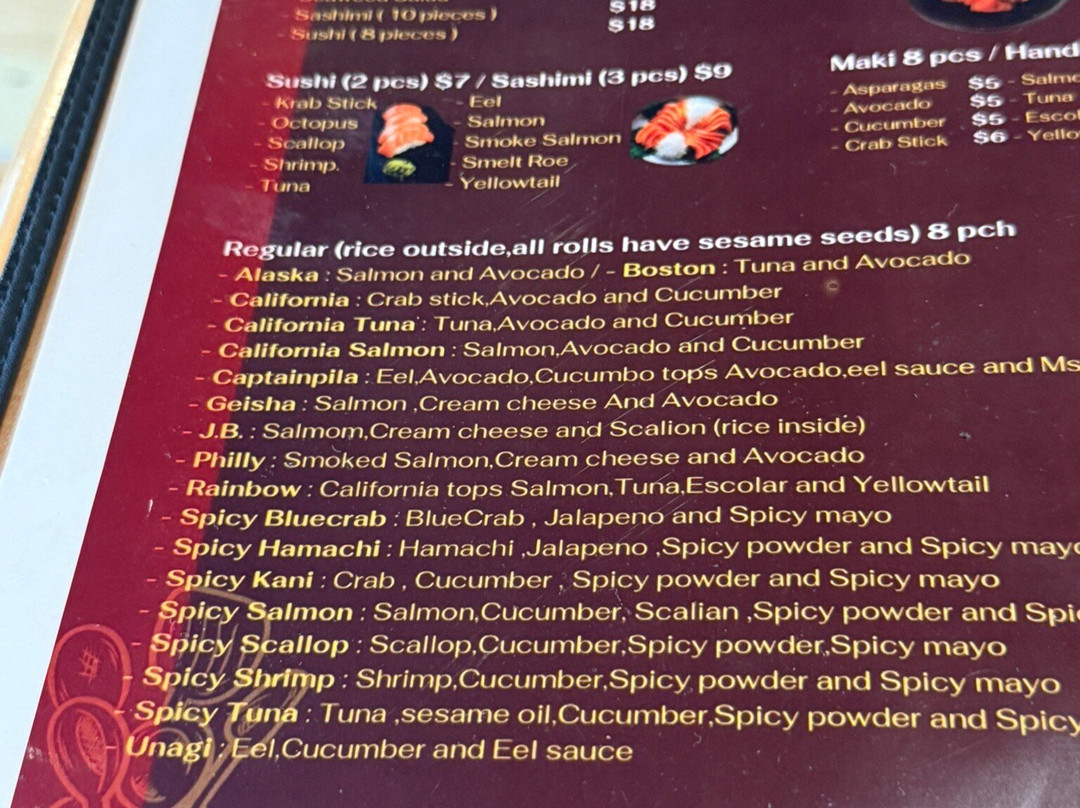 Sashimi ( 10 pieces )
$18
- Sushi ( 8 pieces )
$18
Sushi (2 pcs) $7 / Sashimi (3 pcs) $9
- Krab Stick
- Octopus
- Scallop
- Shrimp.
- Tuna
- Eel
- Salmon
- Smoke Salmon
- Smelt Roe
- Yellowtail
Maki 8 pcs / Hand
- Asparagas $5
- Avocado $5
- Cucumber $5
- Crab Stick $6
- Salmo
- Tuna
- Escol
- Yello
Regular (rice outside,all rolls have sesame seeds) 8 pch
- Alaska : Salmon and Avocado / - Boston : Tuna and Avocado
- California : Crab stick,Avocado and Cucumber
- California Tuna : Tuna,Avocado and Cucumber
- California Salmon : Salmon,Avocado and Cucumber
- Captainpila : Eel,Avocado,Cucumbo tops Avocado,eel sauce and Ms
- Geisha : Salmon ,Cream cheese And Avocado
- J.B. : Salmom,Cream cheese and Scalion (rice inside)
- Philly : Smoked Salmon,Cream cheese and Avocado
- Rainbow : California tops Salmon,Tuna,Escolar and Yellowtail
- Spicy Bluecrab : BlueCrab , Jalapeno and Spicy mayo
- Spicy Hamachi : Hamachi ,Jalapeno ,Spicy powder and Spicy mayo
- Spicy Kani : Crab , Cucumber , Spicy powder and Spicy mayo
- Spicy Salmon : Salmon,Cucumber, Scalian ,Spicy powder and Spic
- Spicy Scallop : Scallop,Cucumber,Spicy powder,Spicy mayo
- Spicy Shrimp : Shrimp,Cucumber,Spicy powder and Spicy mayo
- Spicy Tuna : Tuna ,sesame oil,Cucumber,Spicy powder and Spicy
- Unagi : Eel,Cucumber and Eel sauce